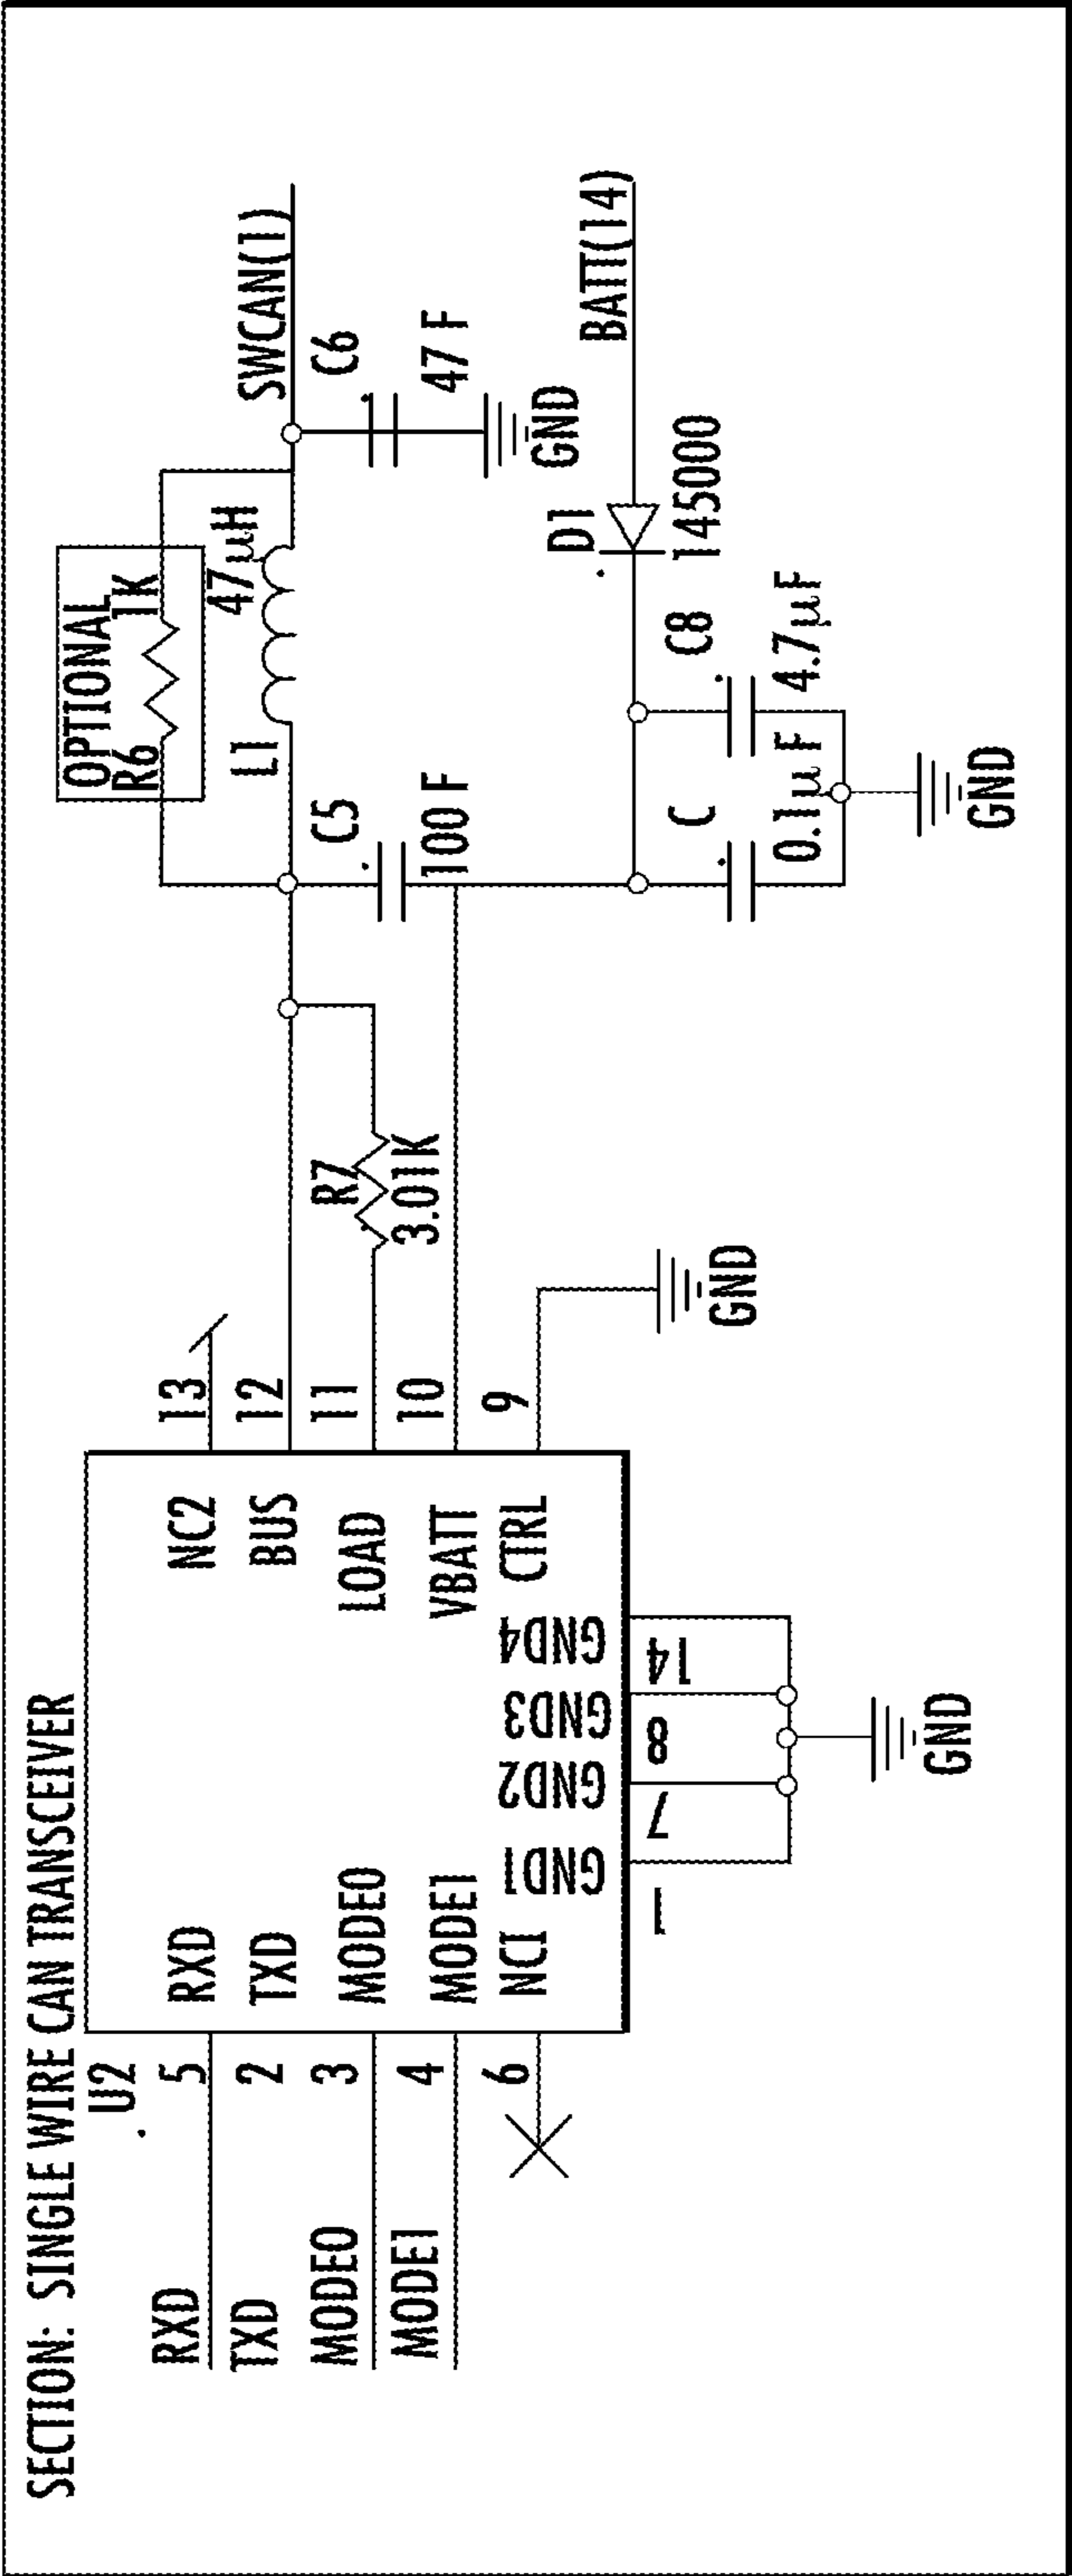 SECTION: SINGLE WIRE CAN TRANSCEIVER
U2
RXD
5
RXD
NC2
13
TXD
2
TXD
BUS
12
MODE0
3
MODE0
LOAD
11
MODE1
4
MODE1
VBATT
10
6
NC1
CTRL
9
GND1
GND2
GND3
GND4
1
7
8
14
GND
GND
R7
3.01K
OPTIONAL
R6
1K
L1
47µH
SWCAN(1)
C5
100 F
C6
47 F
GND
D1
145000
BATT(14)
C
0.1µF
C8
4.7µF
GND